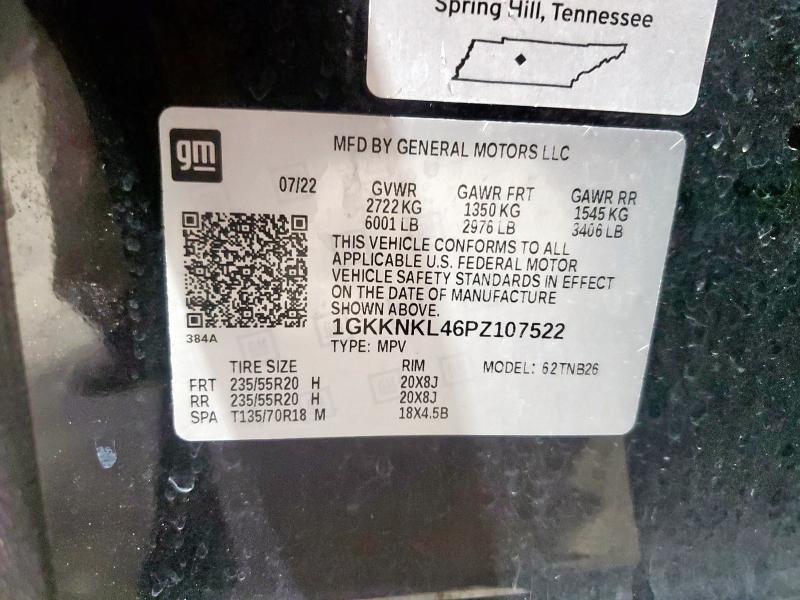 Spring Hill, Tennessee
gm
MFD BY GENERAL MOTORS LLC
07/22
GVWR GAWR FRT GAWR RR
2722 KG 1350 KG 1545 KG
6001 LB 2976 LB 3406 LB
THIS VEHICLE CONFORMS TO ALL
APPLICABLE U.S. FEDERAL MOTOR
VEHICLE SAFETY STANDARDS IN EFFECT
ON THE DATE OF MANUFACTURE
SHOWN ABOVE.
384A
1GKKNKL46PZ107522
TYPE: MPV
TIRE SIZE RIM MODEL: 62TNB26
FRT 235/55R20 H 20X8J
RR 235/55R20 H 20X8J
SPA T135/70R18 M 18X4.5B